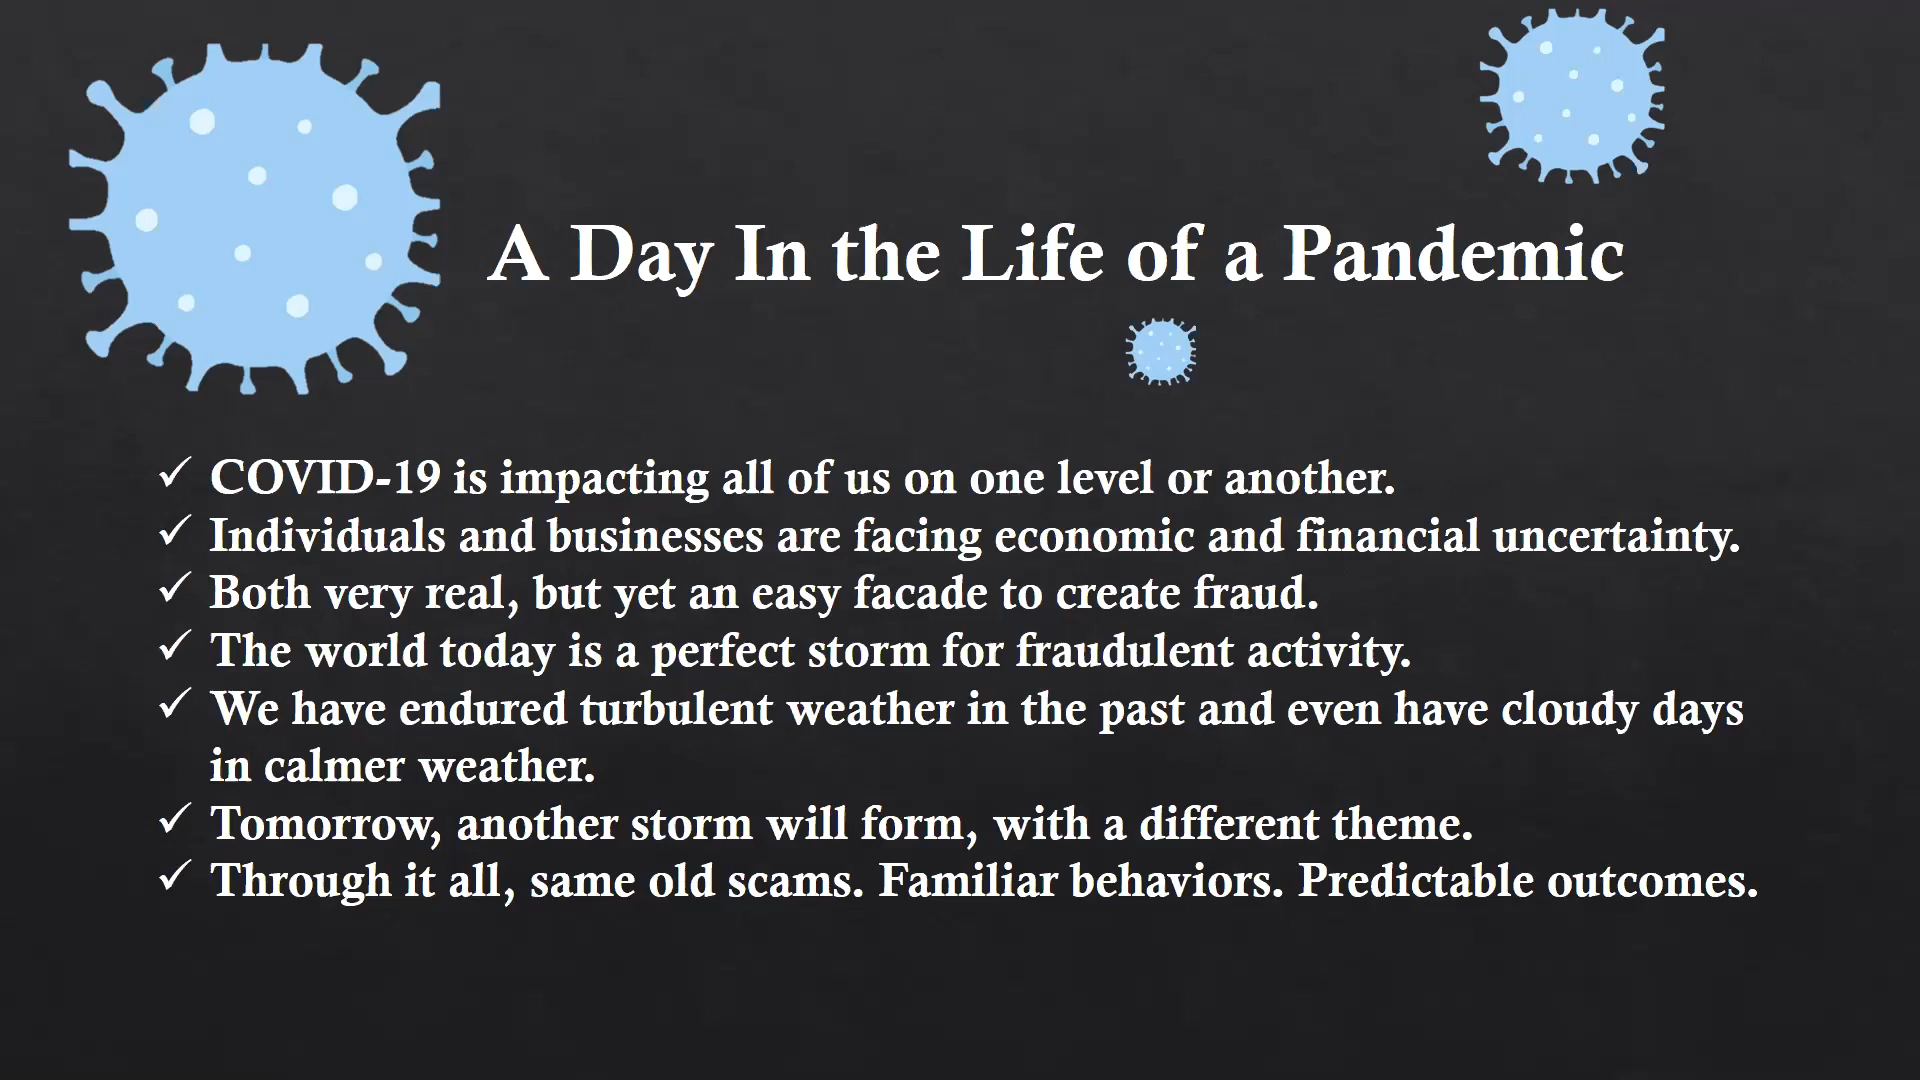 A Day In the Life of a Pandemic
✓ COVID-19 is impacting all of us on one level or another.
✓ Individuals and businesses are facing economic and financial uncertainty.
✓ Both very real, but yet an easy facade to create fraud.
✓ The world today is a perfect storm for fraudulent activity.
✓ We have endured turbulent weather in the past and even have cloudy days
in calmer weather.
✓ Tomorrow, another storm will form, with a different theme.
✓ Through it all, same old scams. Familiar behaviors. Predictable outcomes.